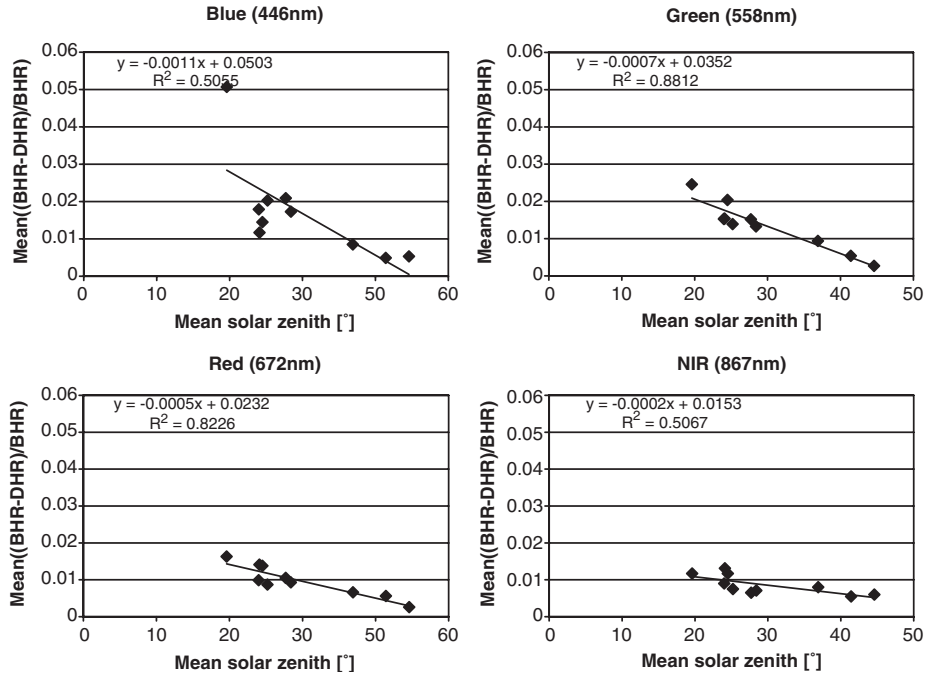 Blue (446nm)
Mean((BHR-DHR)/BHR)
0.06
0.05
0.04
0.03
0.02
0.01
0
y = -0.0011x + 0.0503
R² = 0.5055
0 10 20 30 40 50 60
Mean solar zenith [°]
Green (558nm)
Mean((BHR-DHR)/BHR)
0.06
0.05
0.04
0.03
0.02
0.01
0
y = -0.0007x + 0.0352
R² = 0.8812
0 10 20 30 40 50
Mean solar zenith [°]
Red (672nm)
Mean((BHR-DHR)/BHR)
0.06
0.05
0.04
0.03
0.02
0.01
0
y = -0.0005x + 0.0232
R² = 0.8226
0 10 20 30 40 50 60
Mean solar zenith [°]
NIR (867nm)
Mean((BHR-DHR)/BHR)
0.06
0.05
0.04
0.03
0.02
0.01
0
y = -0.0002x + 0.0153
R² = 0.5067
0 10 20 30 40 50
Mean solar zenith [°]